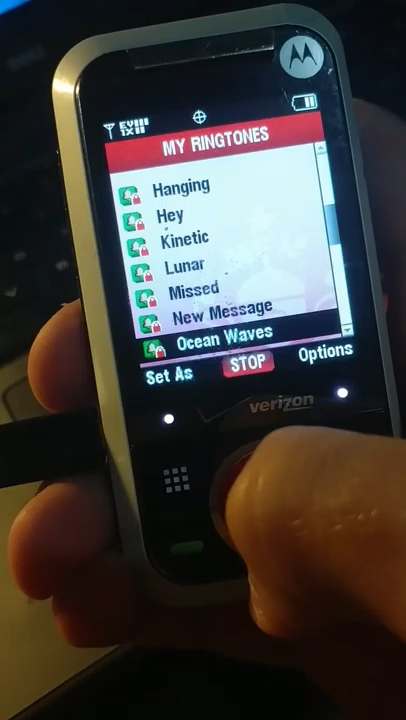 EV
1X
MY RINGTONES
Hanging
Hey
Kinetic
Lunar
Missed
New Message
Ocean Waves
Set As STOP Options
verizon